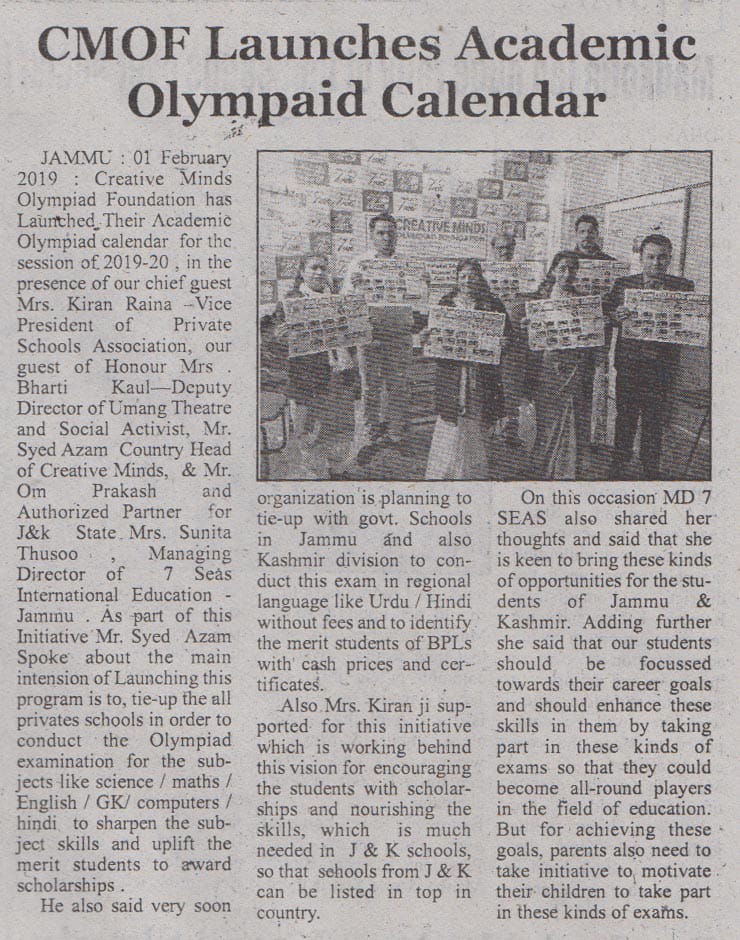 CMOF Launches Academic
Olympaid Calendar
JAMMU : 01 February
2019 : Creative Minds
Olympiad Foundation has
Launched Their Academic
Olympiad calendar for the
session of 2019-20 , in the
presence of our chief guest
Mrs. Kiran Raina –Vice
President of Private
Schools Association, our
guest of Honour Mrs .
Bharti Kaul—Deputy
Director of Umang Theatre
and Social Activist, Mr.
Syed Azam Country Head
of Creative Minds, & Mr.
Om Prakash and
Authorized Partner for
J&k State Mrs. Sunita
Thusoo , Managing
Director of 7 Seas
International Education -
Jammu . As part of this
Initiative Mr. Syed Azam
Spoke about the main
intension of Launching this
program is to, tie-up the all
privates schools in order to
conduct the Olympiad
examination for the sub-
jects like science / maths /
English / GK/ computers /
hindi to sharpen the sub-
ject skills and uplift the
merit students to award
scholarships .
He also said very soon
CREATIVE MINDS
organization is planning to
tie-up with govt. Schools
in Jammu and also
Kashmir division to con-
duct this exam in regional
language like Urdu / Hindi
without fees and to identify
the merit students of BPLs
with cash prices and cer-
tificates.
Also Mrs. Kiran ji sup-
ported for this initiative
which is working behind
this vision for encouraging
the students with scholar-
ships and nourishing the
skills, which is much
needed in J & K schools,
so that schools from J & K
can be listed in top in
country.
On this occasion MD 7
SEAS also shared her
thoughts and said that she
is keen to bring these kinds
of opportunities for the stu-
dents of Jammu &
Kashmir. Adding further
she said that our students
should be focussed
towards their career goals
and should enhance these
skills in them by taking
part in these kinds of
exams so that they could
become all-round players
in the field of education.
But for achieving these
goals, parents also need to
take initiative to motivate
their children to take part
in these kinds of exams.